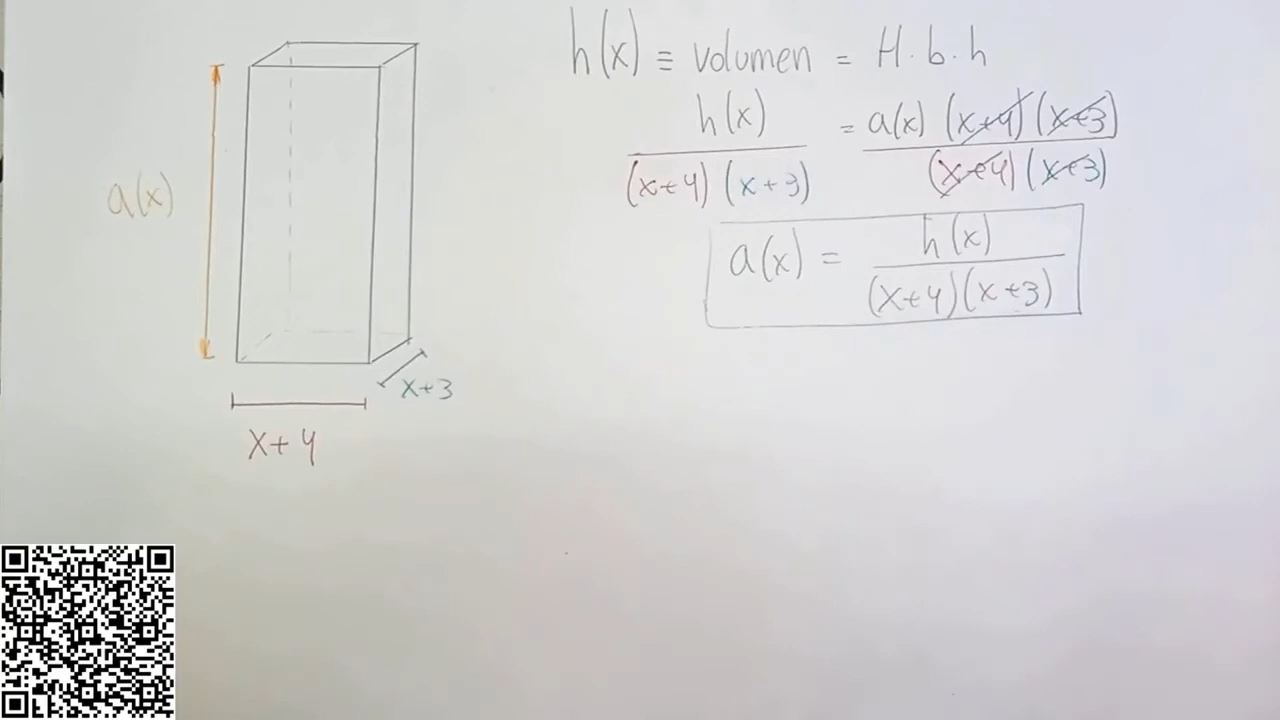 h(x) ≡ volumen = H.b.h
h(x) / (x+4)(x+3) = a(x)(x+4)(x+3) / (x+4)(x+3)
a(x) = h(x) / (x+4)(x+3)
a(x)
x+3
x+4